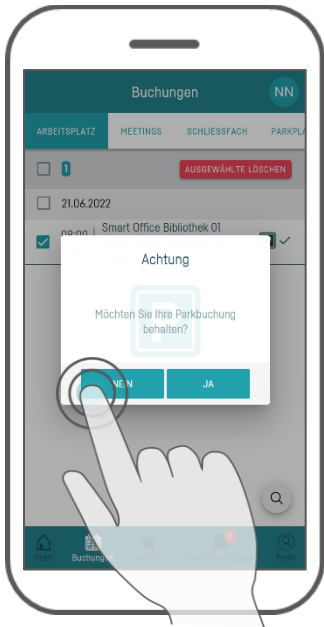 Buchungen
NN
ARBEITSPLATZ
MEETINGS
SCHLIESSFACH
PARKPLA
1
AUSGEWÄHLTE LÖSCHEN
21.06.2022
08:00 | Smart Office Bibliothek 01
Achtung
Möchten Sie Ihre Parkbuchung
behalten?
NEIN
JA
Start
Buchungen
Profil